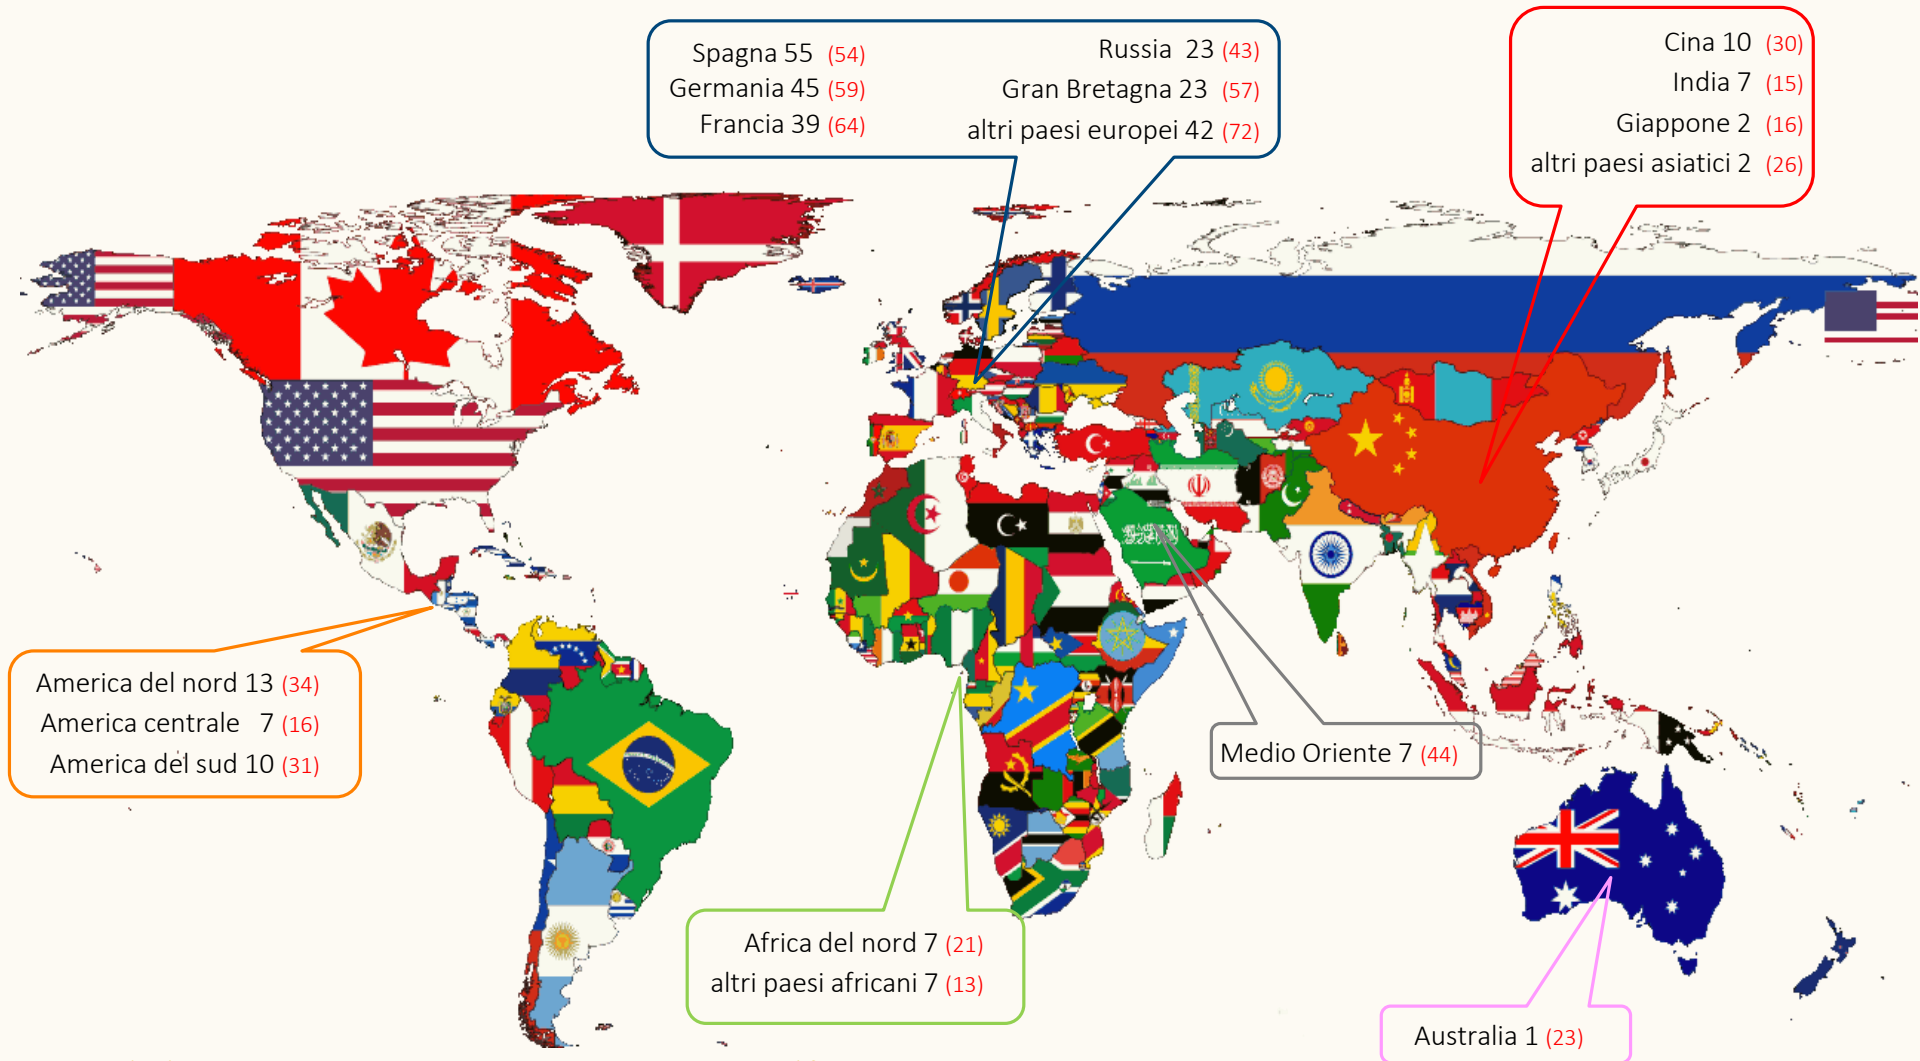 Spagna 55 (54)
Germania 45 (59)
Francia 39 (64)
Russia 23 (43)
Gran Bretagna 23 (57)
altri paesi europei 42 (72)
Cina 10 (30)
India 7 (15)
Giappone 2 (16)
altri paesi asiatici 2 (26)
America del nord 13 (34)
America centrale 7 (16)
America del sud 10 (31)
Medio Oriente 7 (44)
Africa del nord 7 (21)
altri paesi africani 7 (13)
Australia 1 (23)